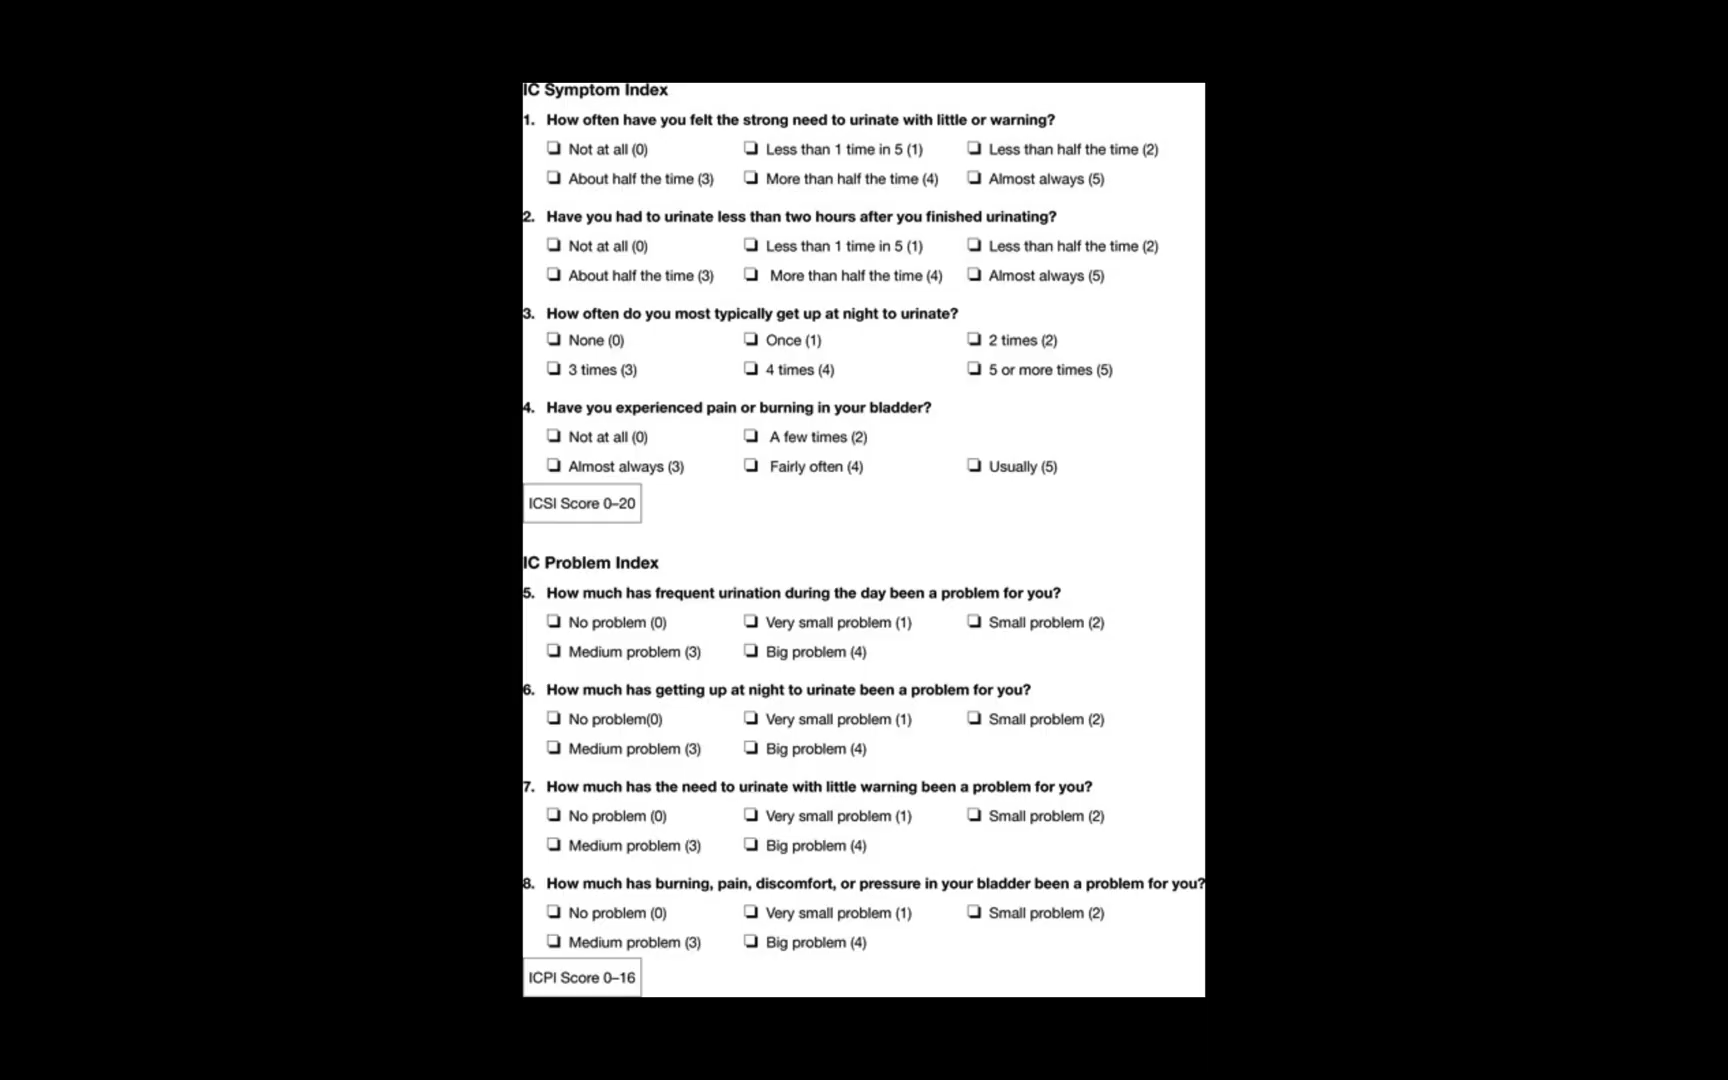 IC Symptom Index
1. How often have you felt the strong need to urinate with little or warning?
❑ Not at all (0) ❑ Less than 1 time in 5 (1) ❑ Less than half the time (2)
❑ About half the time (3) ❑ More than half the time (4) ❑ Almost always (5)
2. Have you had to urinate less than two hours after you finished urinating?
❑ Not at all (0) ❑ Less than 1 time in 5 (1) ❑ Less than half the time (2)
❑ About half the time (3) ❑ More than half the time (4) ❑ Almost always (5)
3. How often do you most typically get up at night to urinate?
❑ None (0) ❑ Once (1) ❑ 2 times (2)
❑ 3 times (3) ❑ 4 times (4) ❑ 5 or more times (5)
4. Have you experienced pain or burning in your bladder?
❑ Not at all (0) ❑ A few times (2)
❑ Almost always (3) ❑ Fairly often (4) ❑ Usually (5)
ICSI Score 0–20
IC Problem Index
5. How much has frequent urination during the day been a problem for you?
❑ No problem (0) ❑ Very small problem (1) ❑ Small problem (2)
❑ Medium problem (3) ❑ Big problem (4)
6. How much has getting up at night to urinate been a problem for you?
❑ No problem(0) ❑ Very small problem (1) ❑ Small problem (2)
❑ Medium problem (3) ❑ Big problem (4)
7. How much has the need to urinate with little warning been a problem for you?
❑ No problem (0) ❑ Very small problem (1) ❑ Small problem (2)
❑ Medium problem (3) ❑ Big problem (4)
8. How much has burning, pain, discomfort, or pressure in your bladder been a problem for you?
❑ No problem (0) ❑ Very small problem (1) ❑ Small problem (2)
❑ Medium problem (3) ❑ Big problem (4)
ICPI Score 0–16